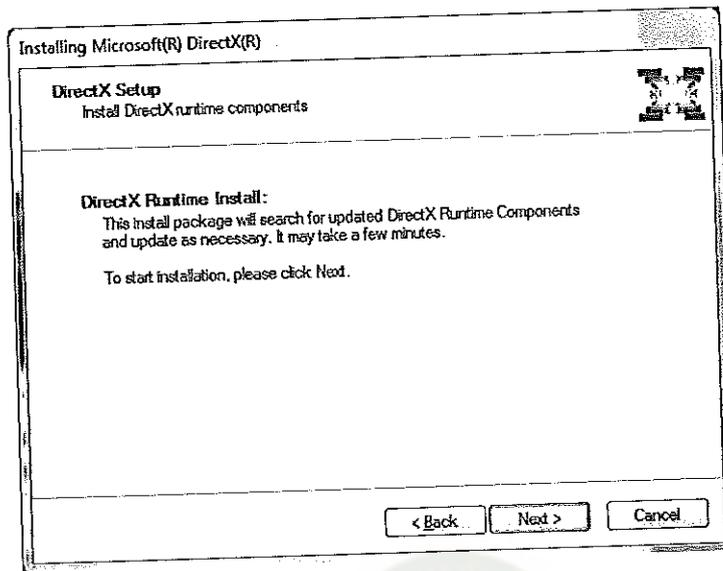 Installing Microsoft(R) DirectX(R)
DirectX Setup
Install DirectX runtime components
DirectX Runtime Install:
This install package will search for updated DirectX Runtime Components
and update as necessary. It may take a few minutes.
To start installation, please click Next.
< Back
Next >
Cancel